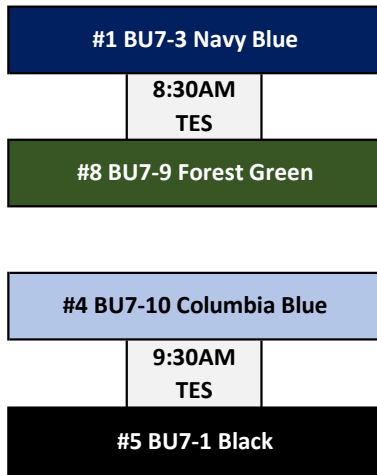 #1 BU7-3 Navy Blue
8:30AM
TES
#8 BU7-9 Forest Green
#4 BU7-10 Columbia Blue
9:30AM
TES
#5 BU7-1 Black